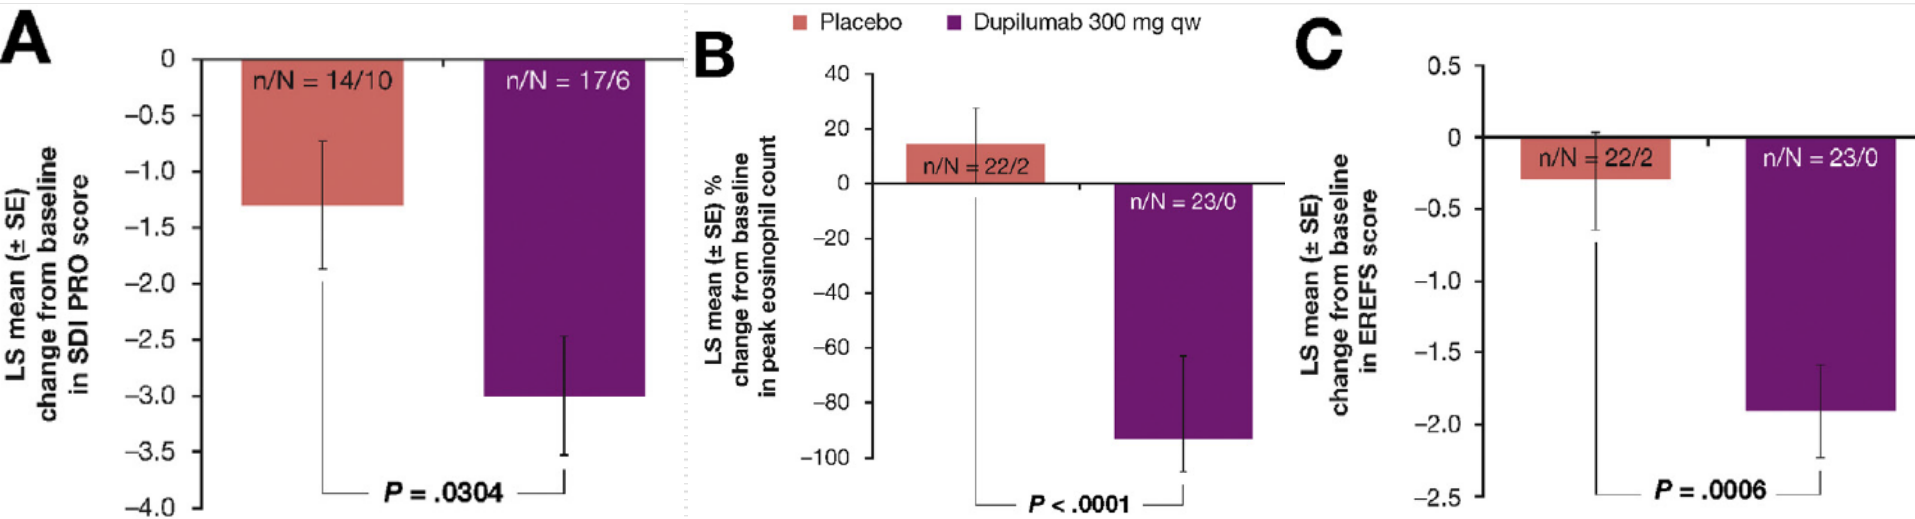 Placebo Dupilumab 300 mg qw
A
LS mean (± SE)
change from baseline
in SDI PRO score
0
−0.5
−1.0
−1.5
−2.0
−2.5
−3.0
−3.5
−4.0
n/N = 14/10
n/N = 17/6
P = .0304
B
LS mean (± SE) %
change from baseline
in peak eosinophil count
40
20
0
−20
−40
−60
−80
−100
n/N = 22/2
n/N = 23/0
P < .0001
C
LS mean (± SE)
change from baseline
in EREFS score
0.5
0
−0.5
−1.0
−1.5
−2.0
−2.5
n/N = 22/2
n/N = 23/0
P = .0006